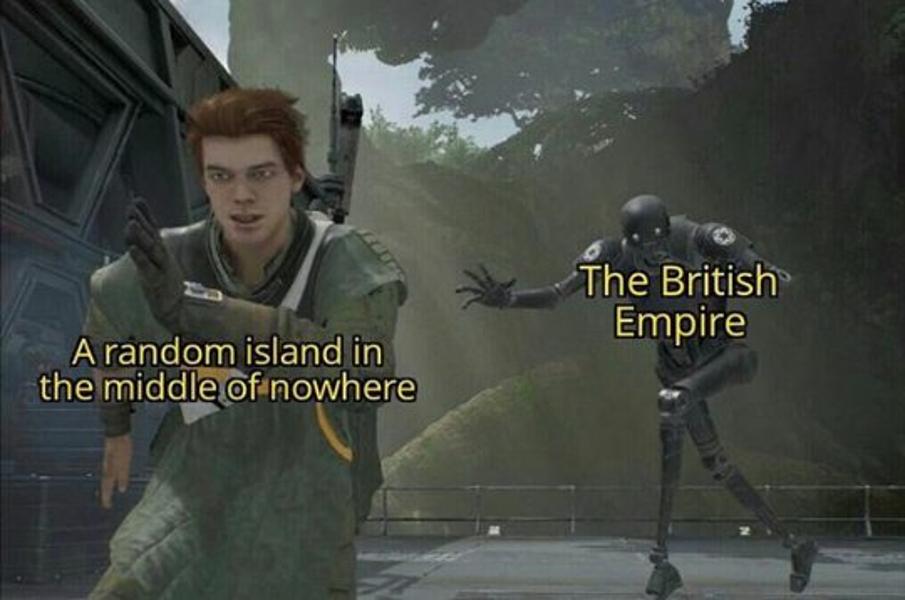 A random island in
the middle of nowhere
The British
Empire